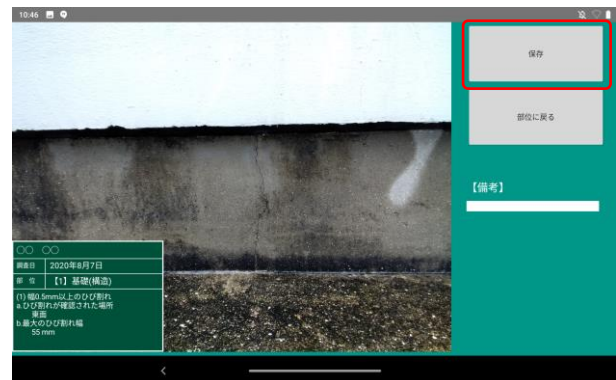 10:46
保存
部位に戻る
【備考】
〇〇 〇〇
調査日 2020年8月7日
部 位 【1】基礎(構造)
(1) 幅0.5mm以上のひび割れ
a.ひび割れが確認された場所
東面
b.最大のひび割れ幅
55 mm